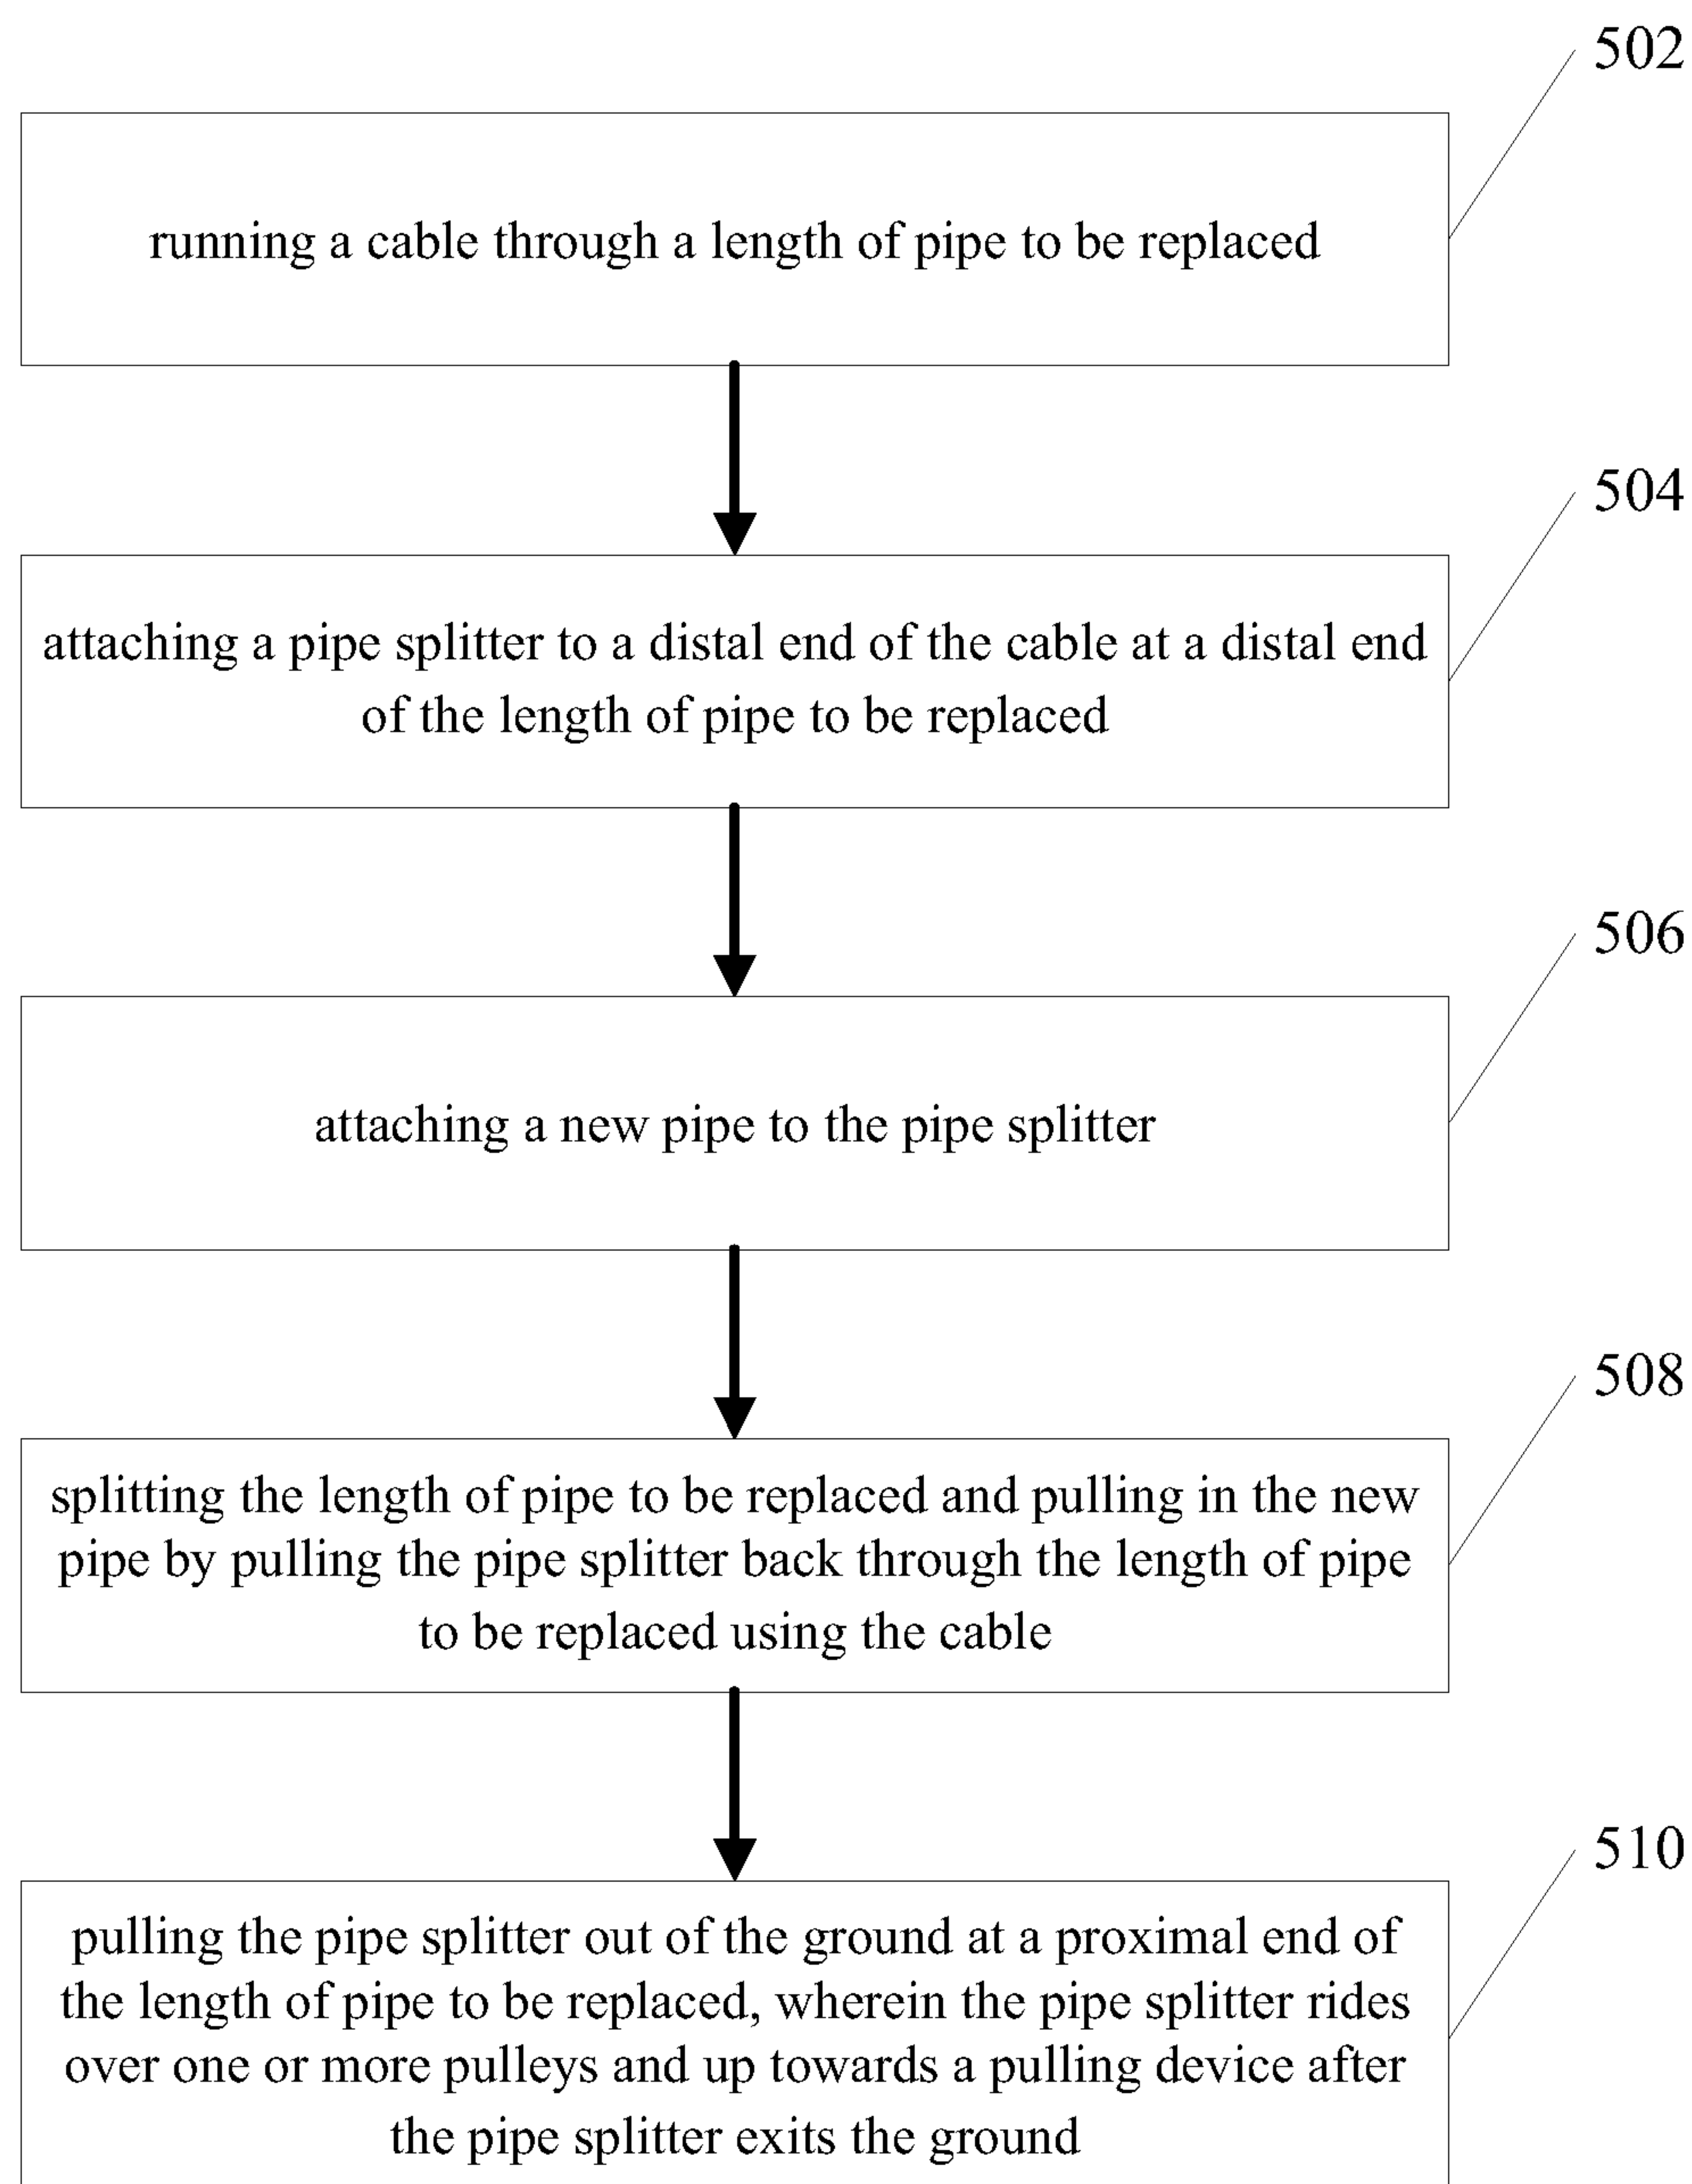 502
running a cable through a length of pipe to be replaced
504
attaching a pipe splitter to a distal end of the cable at a distal end
of the length of pipe to be replaced
506
attaching a new pipe to the pipe splitter
508
splitting the length of pipe to be replaced and pulling in the new
pipe by pulling the pipe splitter back through the length of pipe
to be replaced using the cable
510
pulling the pipe splitter out of the ground at a proximal end of
the length of pipe to be replaced, wherein the pipe splitter rides
over one or more pulleys and up towards a pulling device after
the pipe splitter exits the ground